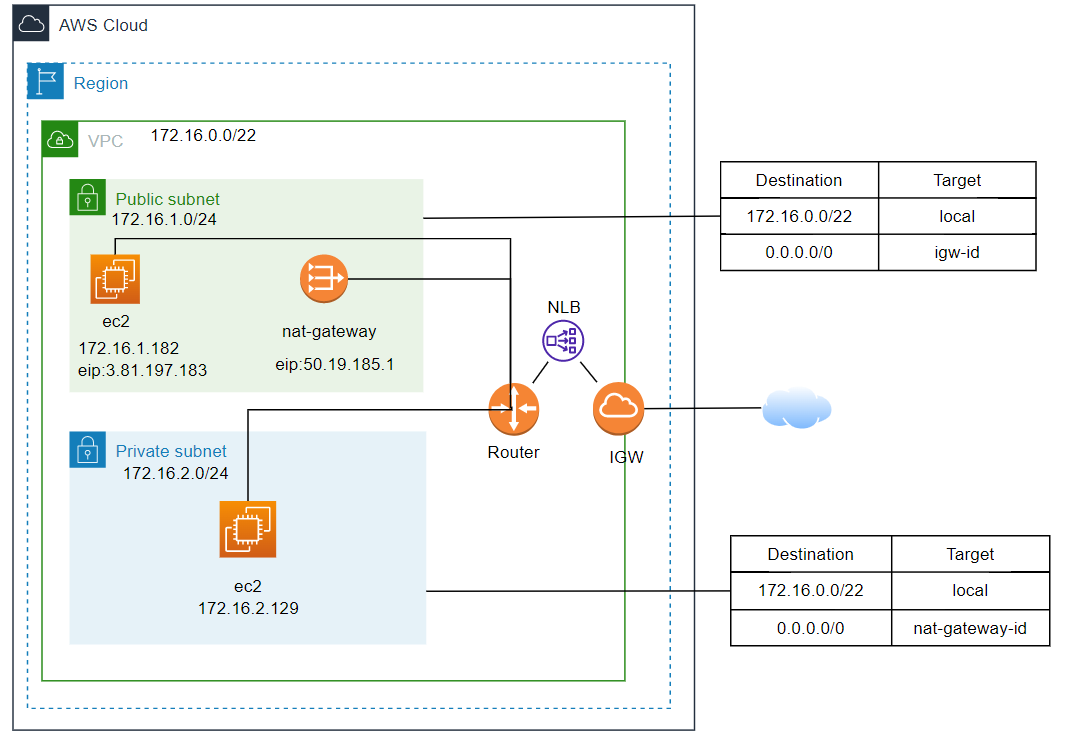 AWS Cloud
Region
VPC 172.16.0.0/22
Public subnet
172.16.1.0/24
ec2
172.16.1.182
eip:3.81.197.183
nat-gateway
eip:50.19.185.1
NLB
Router
IGW
Private subnet
172.16.2.0/24
ec2
172.16.2.129
Destination Target
172.16.0.0/22 local
0.0.0.0/0 igw-id
Destination Target
172.16.0.0/22 local
0.0.0.0/0 nat-gateway-id